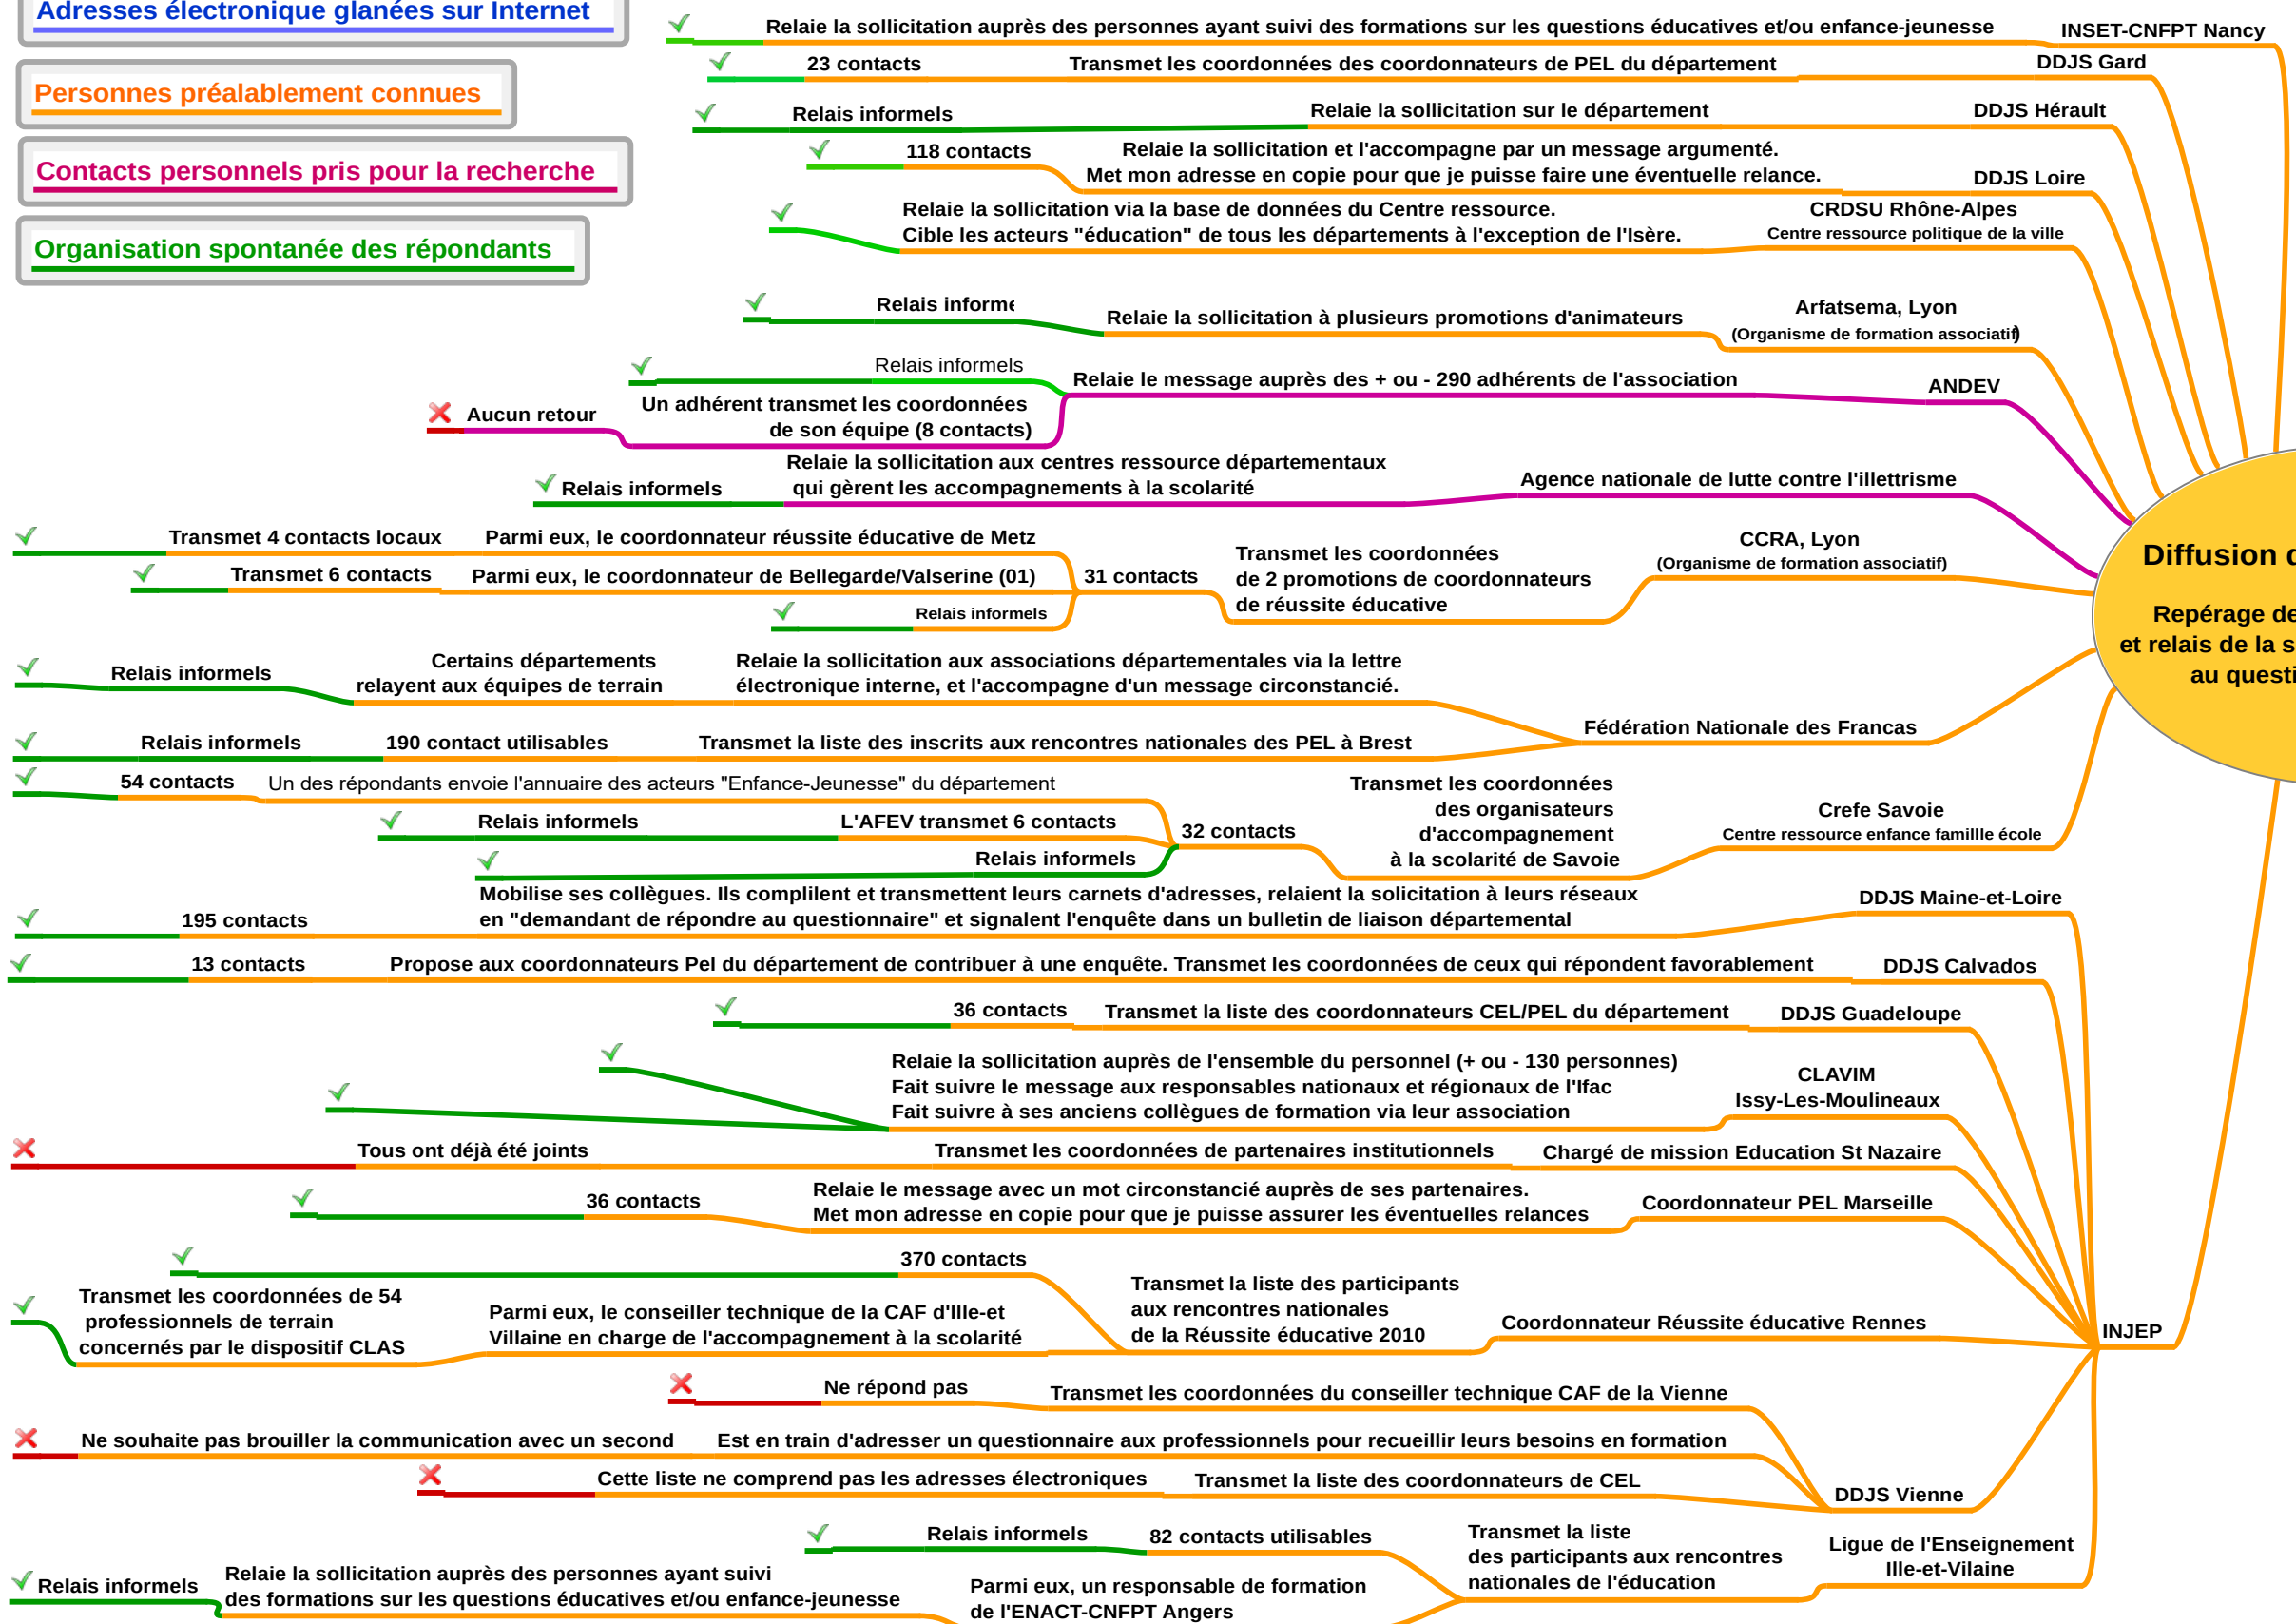 Adresses électronique glanées sur Internet
Personnes préalablement connues
Contacts personnels pris pour la recherche
Organisation spontanée des répondants
Relaie la sollicitation auprès des personnes ayant suivi des formations sur les questions éducatives et/ou enfance-jeunesse
INSET-CNFPT Nancy
23 contacts
Transmet les coordonnées des coordonnateurs de PEL du département
DDJS Gard
Relais informels
Relaie la sollicitation sur le département
DDJS Hérault
118 contacts
Relaie la sollicitation et l'accompagne par un message argumenté.
Met mon adresse en copie pour que je puisse faire une éventuelle relance.
DDJS Loire
Relaie la sollicitation via la base de données du Centre ressource.
Cible les acteurs "éducation" de tous les départements à l'exception de l'Isère.
CRDSU Rhône-Alpes
Centre ressource politique de la ville
Relais informe
Relaie la sollicitation à plusieurs promotions d'animateurs
Arfatsema, Lyon
(Organisme de formation associatif)
Relais informels
Relaie le message auprès des + ou - 290 adhérents de l'association
ANDEV
Aucun retour
Un adhérent transmet les coordonnées
de son équipe (8 contacts)
Relais informels
Relaie la sollicitation aux centres ressource départementaux
qui gèrent les accompagnements à la scolarité
Agence nationale de lutte contre l'illettrisme
Transmet 4 contacts locaux
Parmi eux, le coordonnateur réussite éducative de Metz
Transmet 6 contacts
Parmi eux, le coordonnateur de Bellegarde/Valserine (01)
Relais informels
31 contacts
Transmet les coordonnées
de 2 promotions de coordonnateurs
de réussite éducative
CCRA, Lyon
(Organisme de formation associatif)
Diffusion d
Repérage de
et relais de la s
au questi
Relais informels
Certains départements
relayent aux équipes de terrain
Relaie la sollicitation aux associations départementales via la lettre
électronique interne, et l'accompagne d'un message circonstancié.
Fédération Nationale des Francas
Relais informels
190 contact utilisables
Transmet la liste des inscrits aux rencontres nationales des PEL à Brest
54 contacts
Un des répondants envoie l'annuaire des acteurs "Enfance-Jeunesse" du département
Relais informels
L'AFEV transmet 6 contacts
Relais informels
32 contacts
Transmet les coordonnées
des organisateurs
d'accompagnement
à la scolarité de Savoie
Crefe Savoie
Centre ressource enfance famillle école
195 contacts
Mobilise ses collègues. Ils complilent et transmettent leurs carnets d'adresses, relaient la solicitation à leurs réseaux
en "demandant de répondre au questionnaire" et signalent l'enquête dans un bulletin de liaison départemental
DDJS Maine-et-Loire
13 contacts
Propose aux coordonnateurs Pel du département de contribuer à une enquête. Transmet les coordonnées de ceux qui répondent favorablement
DDJS Calvados
36 contacts
Transmet la liste des coordonnateurs CEL/PEL du département
DDJS Guadeloupe
Relaie la sollicitation auprès de l'ensemble du personnel (+ ou - 130 personnes)
Fait suivre le message aux responsables nationaux et régionaux de l'Ifac
Fait suivre à ses anciens collègues de formation via leur association
CLAVIM
Issy-Les-Moulineaux
Tous ont déjà été joints
Transmet les coordonnées de partenaires institutionnels
Chargé de mission Education St Nazaire
36 contacts
Relaie le message avec un mot circonstancié auprès de ses partenaires.
Met mon adresse en copie pour que je puisse assurer les éventuelles relances
Coordonnateur PEL Marseille
370 contacts
Transmet les coordonnées de 54
professionnels de terrain
concernés par le dispositif CLAS
Parmi eux, le conseiller technique de la CAF d'Ille-et
Villaine en charge de l'accompagnement à la scolarité
Transmet la liste des participants
aux rencontres nationales
de la Réussite éducative 2010
Coordonnateur Réussite éducative Rennes
INJEP
Ne répond pas
Transmet les coordonnées du conseiller technique CAF de la Vienne
Ne souhaite pas brouiller la communication avec un second
Est en train d'adresser un questionnaire aux professionnels pour recueillir leurs besoins en formation
Cette liste ne comprend pas les adresses électroniques
Transmet la liste des coordonnateurs de CEL
DDJS Vienne
Relais informels
82 contacts utilisables
Transmet la liste
des participants aux rencontres
nationales de l'éducation
Ligue de l'Enseignement
Ille-et-Vilaine
Relais informels
Relaie la sollicitation auprès des personnes ayant suivi
des formations sur les questions éducatives et/ou enfance-jeunesse
Parmi eux, un responsable de formation
de l'ENACT-CNFPT Angers